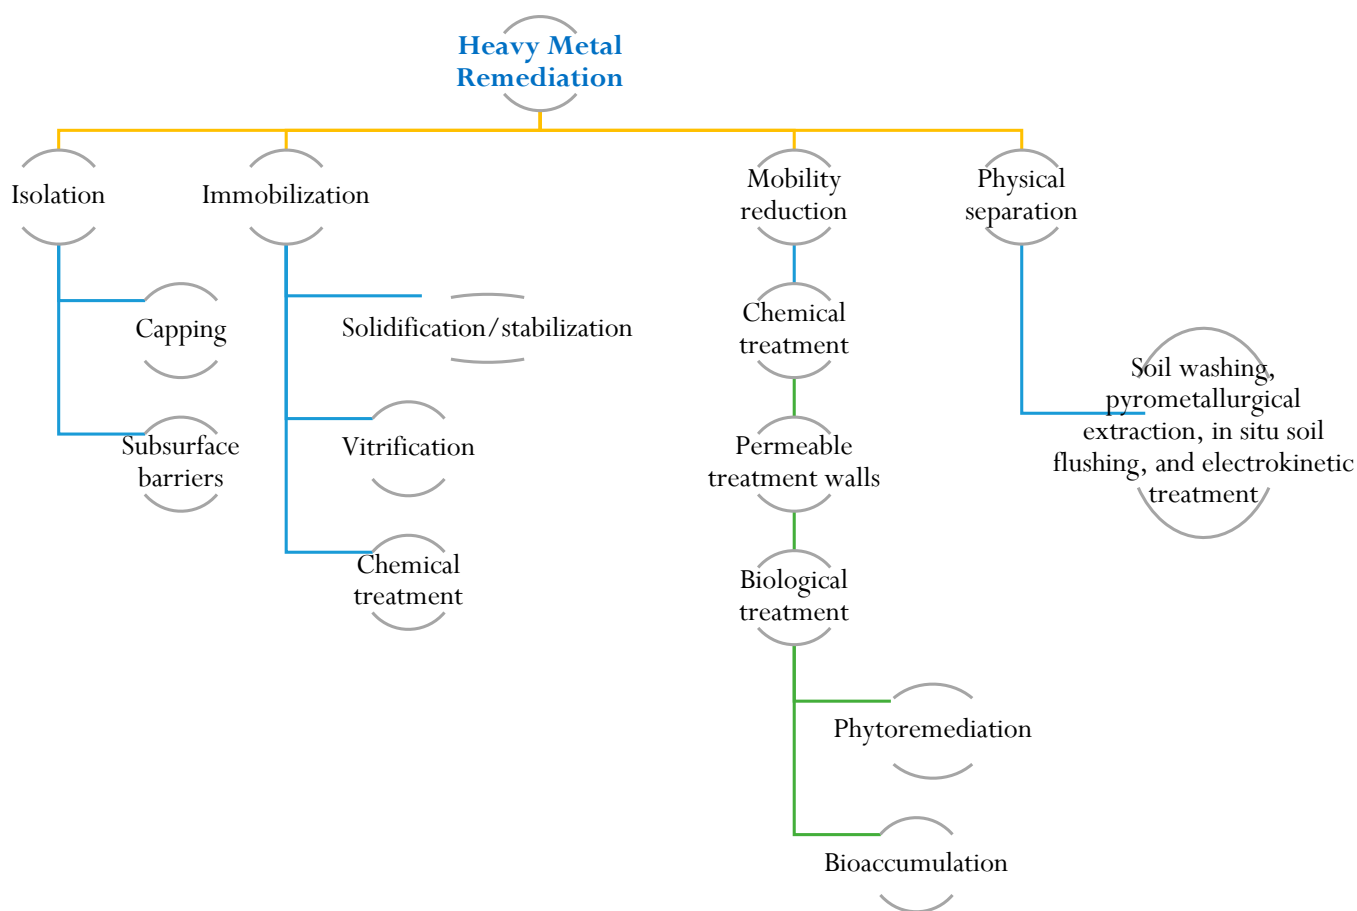 Heavy Metal
Remediation
Isolation
Immobilization
Mobility
reduction
Physical
separation
Capping
Subsurface
barriers
Solidification/stabilization
Vitrification
Chemical
treatment
Chemical
treatment
Permeable
treatment walls
Biological
treatment
Phytoremediation
Bioaccumulation
Soil washing,
pyrometallurgical
extraction, in situ soil
flushing, and electrokinetic
treatment